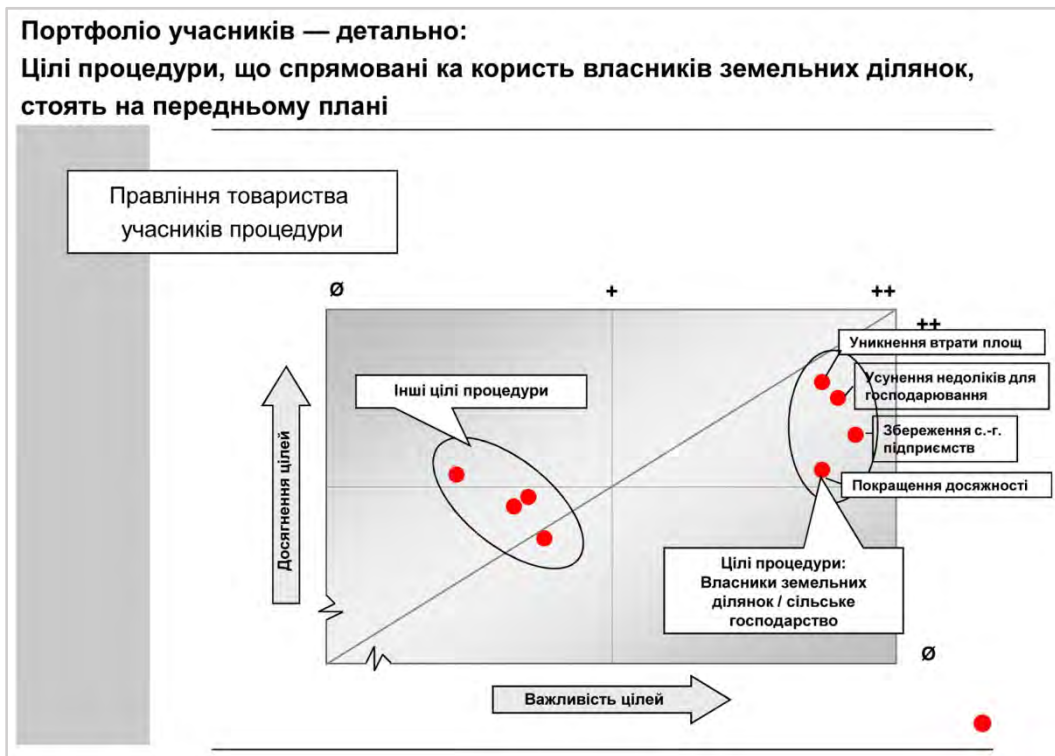 Портфоліо учасників — детально:
Цілі процедури, що спрямовані ка користь власників земельних ділянок,
стоять на передньому плані
Правління товариства
учасників процедури
Ø
+
++
++
Уникнення втрати площ
Усунення недоліків для
господарювання
Інші цілі процедури
Збереження с.-г.
підприємств
Покращення досяжності
Досягнення цілей
Цілі процедури:
Власники земельних
ділянок / сільське
господарство
Ø
Важливість цілей